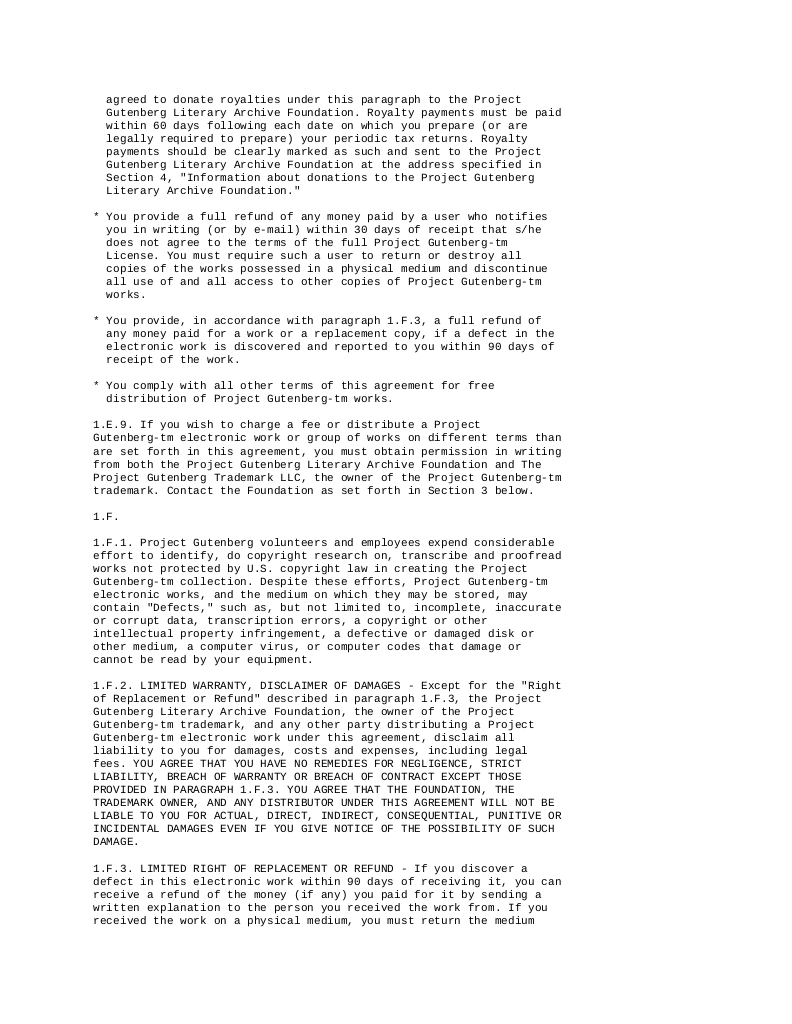 agreed to donate royalties under this paragraph to the Project
Gutenberg Literary Archive Foundation. Royalty payments must be paid
within 60 days following each date on which you prepare (or are
legally required to prepare) your periodic tax returns. Royalty
payments should be clearly marked as such and sent to the Project
Gutenberg Literary Archive Foundation at the address specified in
Section 4, "Information about donations to the Project Gutenberg
Literary Archive Foundation."
* You provide a full refund of any money paid by a user who notifies
you in writing (or by e-mail) within 30 days of receipt that s/he
does not agree to the terms of the full Project Gutenberg-tm
License. You must require such a user to return or destroy all
copies of the works possessed in a physical medium and discontinue
all use of and all access to other copies of Project Gutenberg-tm
works.
* You provide, in accordance with paragraph 1.F.3, a full refund of
any money paid for a work or a replacement copy, if a defect in the
electronic work is discovered and reported to you within 90 days of
receipt of the work.
* You comply with all other terms of this agreement for free
distribution of Project Gutenberg-tm works.
1.E.9. If you wish to charge a fee or distribute a Project
Gutenberg-tm electronic work or group of works on different terms than
are set forth in this agreement, you must obtain permission in writing
from both the Project Gutenberg Literary Archive Foundation and The
Project Gutenberg Trademark LLC, the owner of the Project Gutenberg-tm
trademark. Contact the Foundation as set forth in Section 3 below.
1.F.
1.F.1. Project Gutenberg volunteers and employees expend considerable
effort to identify, do copyright research on, transcribe and proofread
works not protected by U.S. copyright law in creating the Project
Gutenberg-tm collection. Despite these efforts, Project Gutenberg-tm
electronic works, and the medium on which they may be stored, may
contain "Defects," such as, but not limited to, incomplete, inaccurate
or corrupt data, transcription errors, a copyright or other
intellectual property infringement, a defective or damaged disk or
other medium, a computer virus, or computer codes that damage or
cannot be read by your equipment.
1.F.2. LIMITED WARRANTY, DISCLAIMER OF DAMAGES - Except for the "Right
of Replacement or Refund" described in paragraph 1.F.3, the Project
Gutenberg Literary Archive Foundation, the owner of the Project
Gutenberg-tm trademark, and any other party distributing a Project
Gutenberg-tm electronic work under this agreement, disclaim all
liability to you for damages, costs and expenses, including legal
fees. YOU AGREE THAT YOU HAVE NO REMEDIES FOR NEGLIGENCE, STRICT
LIABILITY, BREACH OF WARRANTY OR BREACH OF CONTRACT EXCEPT THOSE
PROVIDED IN PARAGRAPH 1.F.3. YOU AGREE THAT THE FOUNDATION, THE
TRADEMARK OWNER, AND ANY DISTRIBUTOR UNDER THIS AGREEMENT WILL NOT BE
LIABLE TO YOU FOR ACTUAL, DIRECT, INDIRECT, CONSEQUENTIAL, PUNITIVE OR
INCIDENTAL DAMAGES EVEN IF YOU GIVE NOTICE OF THE POSSIBILITY OF SUCH
DAMAGE.
1.F.3. LIMITED RIGHT OF REPLACEMENT OR REFUND - If you discover a
defect in this electronic work within 90 days of receiving it, you can
receive a refund of the money (if any) you paid for it by sending a
written explanation to the person you received the work from. If you
received the work on a physical medium, you must return the medium